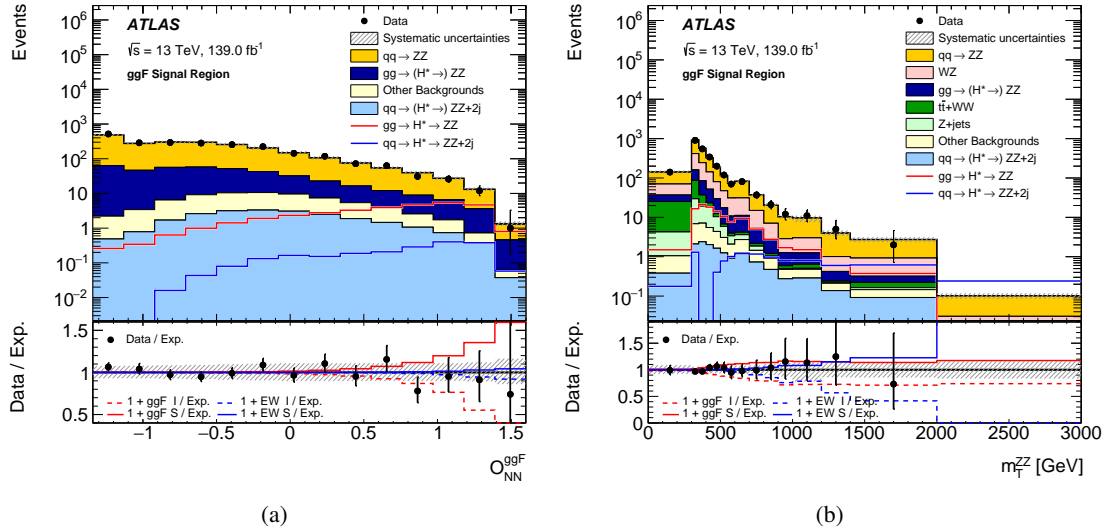 Events
10⁶
10⁵
10⁴
10³
10²
10
1
10⁻¹
10⁻²
ATLAS
√s = 13 TeV, 139.0 fb⁻¹
ggF Signal Region
Data
Systematic uncertainties
qq→ ZZ
gg→ (H*→) ZZ
Other Backgrounds
qq→ (H*→) ZZ+2j
gg→ H*→ ZZ
qq→ H*→ ZZ+2j
Data / Exp.
1.5
1
0.5
Data / Exp.
1 + ggF I / Exp.
1 + EW I / Exp.
1 + ggF S / Exp.
1 + EW S / Exp.
−1 −0.5 0 0.5 1 1.5
O_NN^ggF
(a)
Events
10⁶
10⁵
10⁴
10³
10²
10
1
10⁻¹
ATLAS
√s = 13 TeV, 139.0 fb⁻¹
ggF Signal Region
Data
Systematic uncertainties
qq→ ZZ
WZ
gg→ (H*→) ZZ
tt̄+WW
Z+jets
Other Backgrounds
qq→ (H*→) ZZ+2j
gg→ H*→ ZZ
qq→ H*→ ZZ+2j
Data / Exp.
1.5
1
0.5
0
Data / Exp.
1 + ggF I / Exp.
1 + EW I / Exp.
1 + ggF S / Exp.
1 + EW S / Exp.
0 500 1000 1500 2000 2500 3000
m_T^ZZ [GeV]
(b)